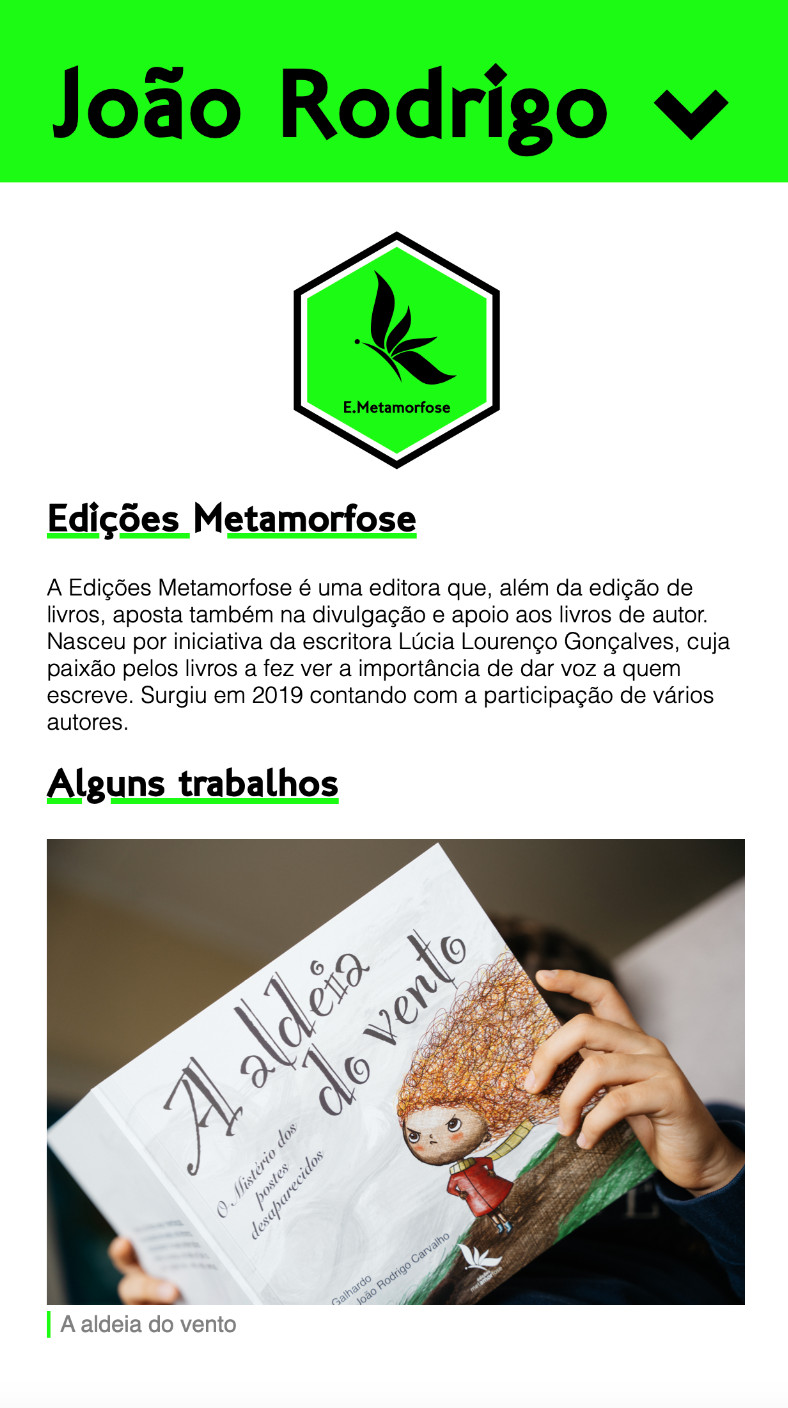 João Rodrigo
E.Metamorfose
Edições Metamorfose
A Edições Metamorfose é uma editora que, além da edição de
livros, aposta também na divulgação e apoio aos livros de autor.
Nasceu por iniciativa da escritora Lúcia Lourenço Gonçalves, cuja
paixão pelos livros a fez ver a importância de dar voz a quem
escreve. Surgiu em 2019 contando com a participação de vários
autores.
Alguns trabalhos
A aldeia
do vento
O Mistério dos
postes
desaparecidos
Galhardo
João Rodrigo Carvalho
A aldeia do vento